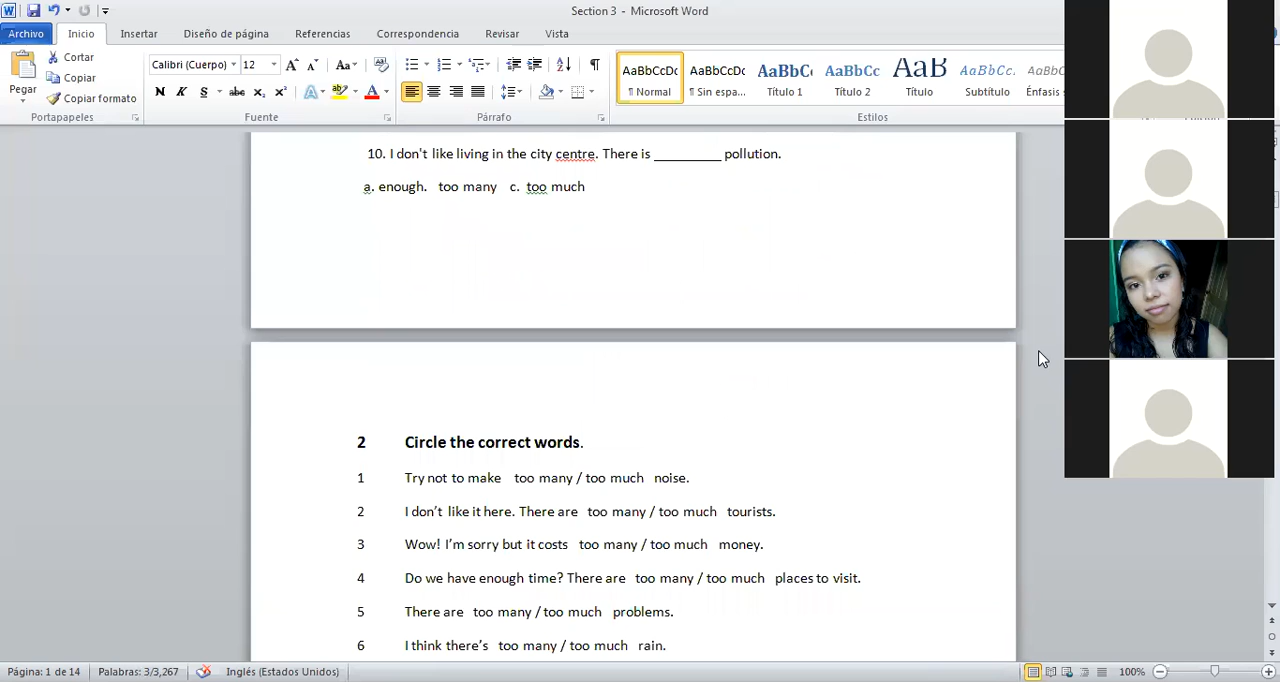 Section 3 - Microsoft Word
Archivo Inicio Insertar Diseño de página Referencias Correspondencia Revisar Vista
Pegar
Cortar
Copiar
Copiar formato
Portapapeles
Calibri (Cuerpo) 12
N K S abc x₂ x² A ab A
Fuente
Párrafo
AaBbCcDc AaBbCcDc AaBbC AaBbCc AaB AaBbCc. AaBbC
¶ Normal ¶ Sin espa... Título 1 Título 2 Título Subtítulo Énfasis
Estilos
10. I don't like living in the city centre. There is __________ pollution.
a. enough. too many c. too much
2 Circle the correct words.
1 Try not to make too many / too much noise.
2 I don’t like it here. There are too many / too much tourists.
3 Wow! I’m sorry but it costs too many / too much money.
4 Do we have enough time? There are too many / too much places to visit.
5 There are too many / too much problems.
6 I think there’s too many / too much rain.
Página: 1 de 14 Palabras: 3/3,267 Inglés (Estados Unidos) 100%